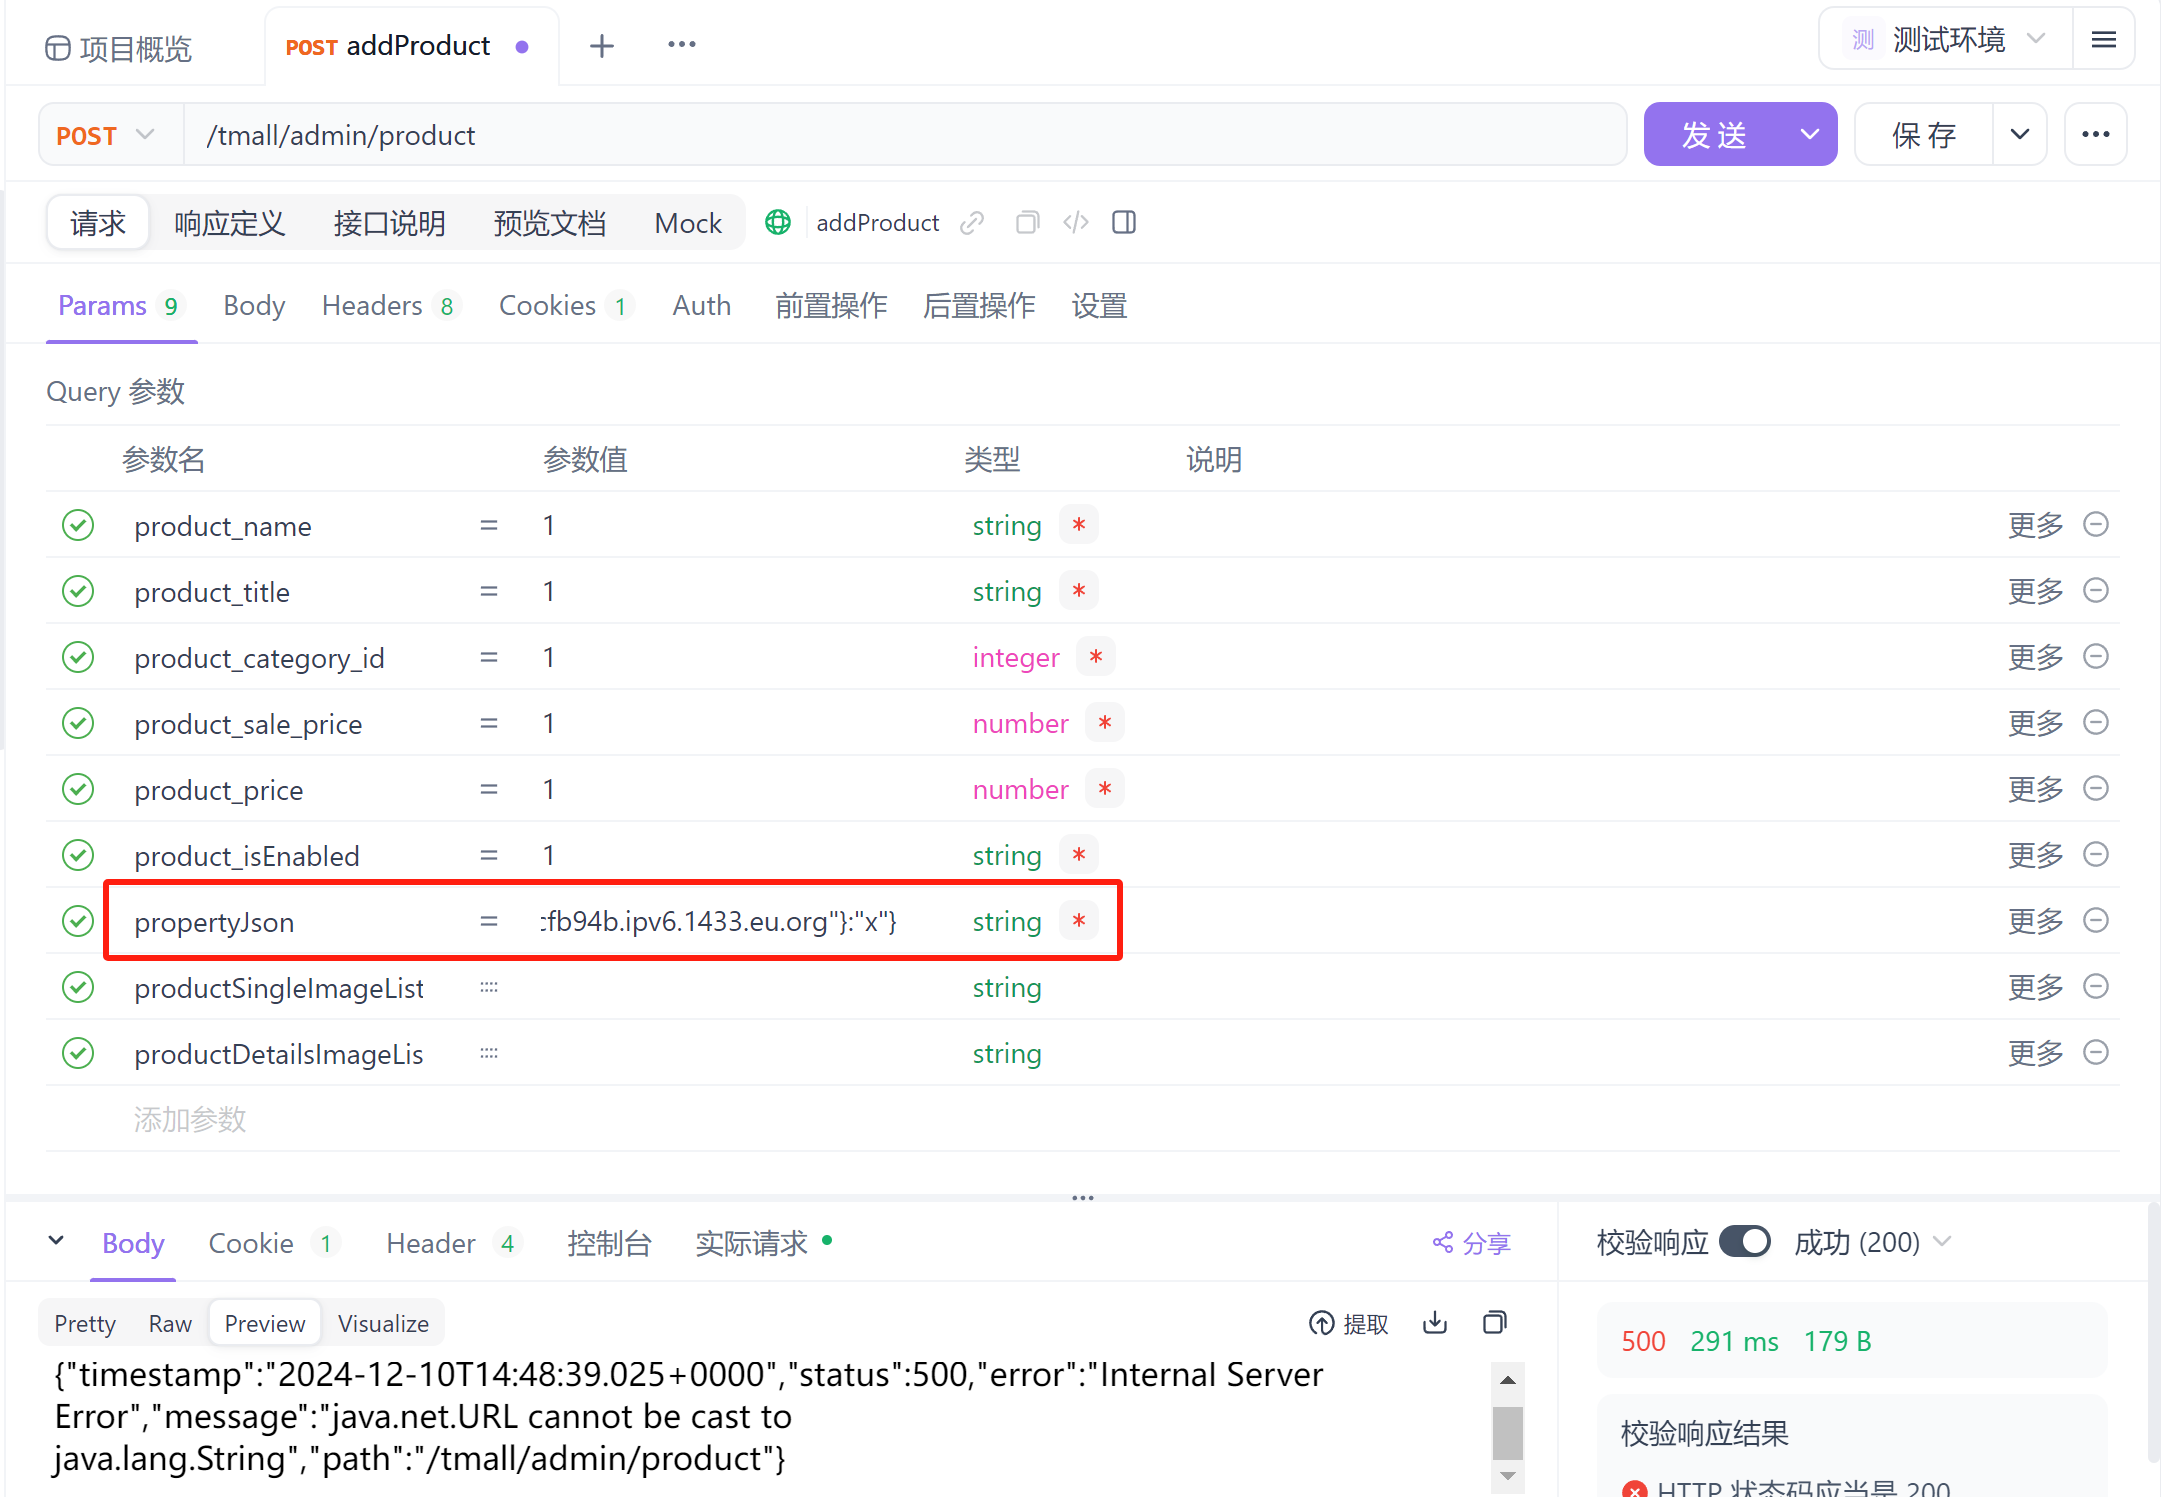 项目概览
POST addProduct
测 测试环境
POST /tmall/admin/product
发 送
保 存
请求 响应定义 接口说明 预览文档 Mock addProduct
Params 9 Body Headers 8 Cookies 1 Auth 前置操作 后置操作 设置
Query 参数
参数名 参数值 类型 说明
product_name = 1 string * 更多
product_title = 1 string * 更多
product_category_id = 1 integer * 更多
product_sale_price = 1 number * 更多
product_price = 1 number * 更多
product_isEnabled = 1 string * 更多
propertyJson = cfb94b.ipv6.1433.eu.org"}:"x"} string * 更多
productSingleImageList string 更多
productDetailsImageLis string 更多
添加参数
Body Cookie 1 Header 4 控制台 实际请求 分享
校验响应 成功 (200)
Pretty Raw Preview Visualize 提取
{"timestamp":"2024-12-10T14:48:39.025+0000","status":500,"error":"Internal Server
Error","message":"java.net.URL cannot be cast to
java.lang.String","path":"/tmall/admin/product"}
500 291 ms 179 B
校验响应结果
HTTP 状态码应当是 200